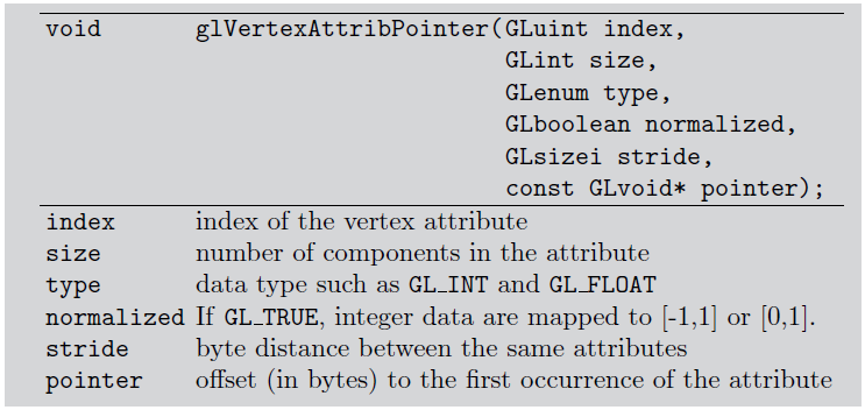 void glVertexAttribPointer(GLuint index,
GLint size,
GLenum type,
GLboolean normalized,
GLsizei stride,
const GLvoid* pointer);
index index of the vertex attribute
size number of components in the attribute
type data type such as GL_INT and GL_FLOAT
normalized If GL_TRUE, integer data are mapped to [-1,1] or [0,1].
stride byte distance between the same attributes
pointer offset (in bytes) to the first occurrence of the attribute